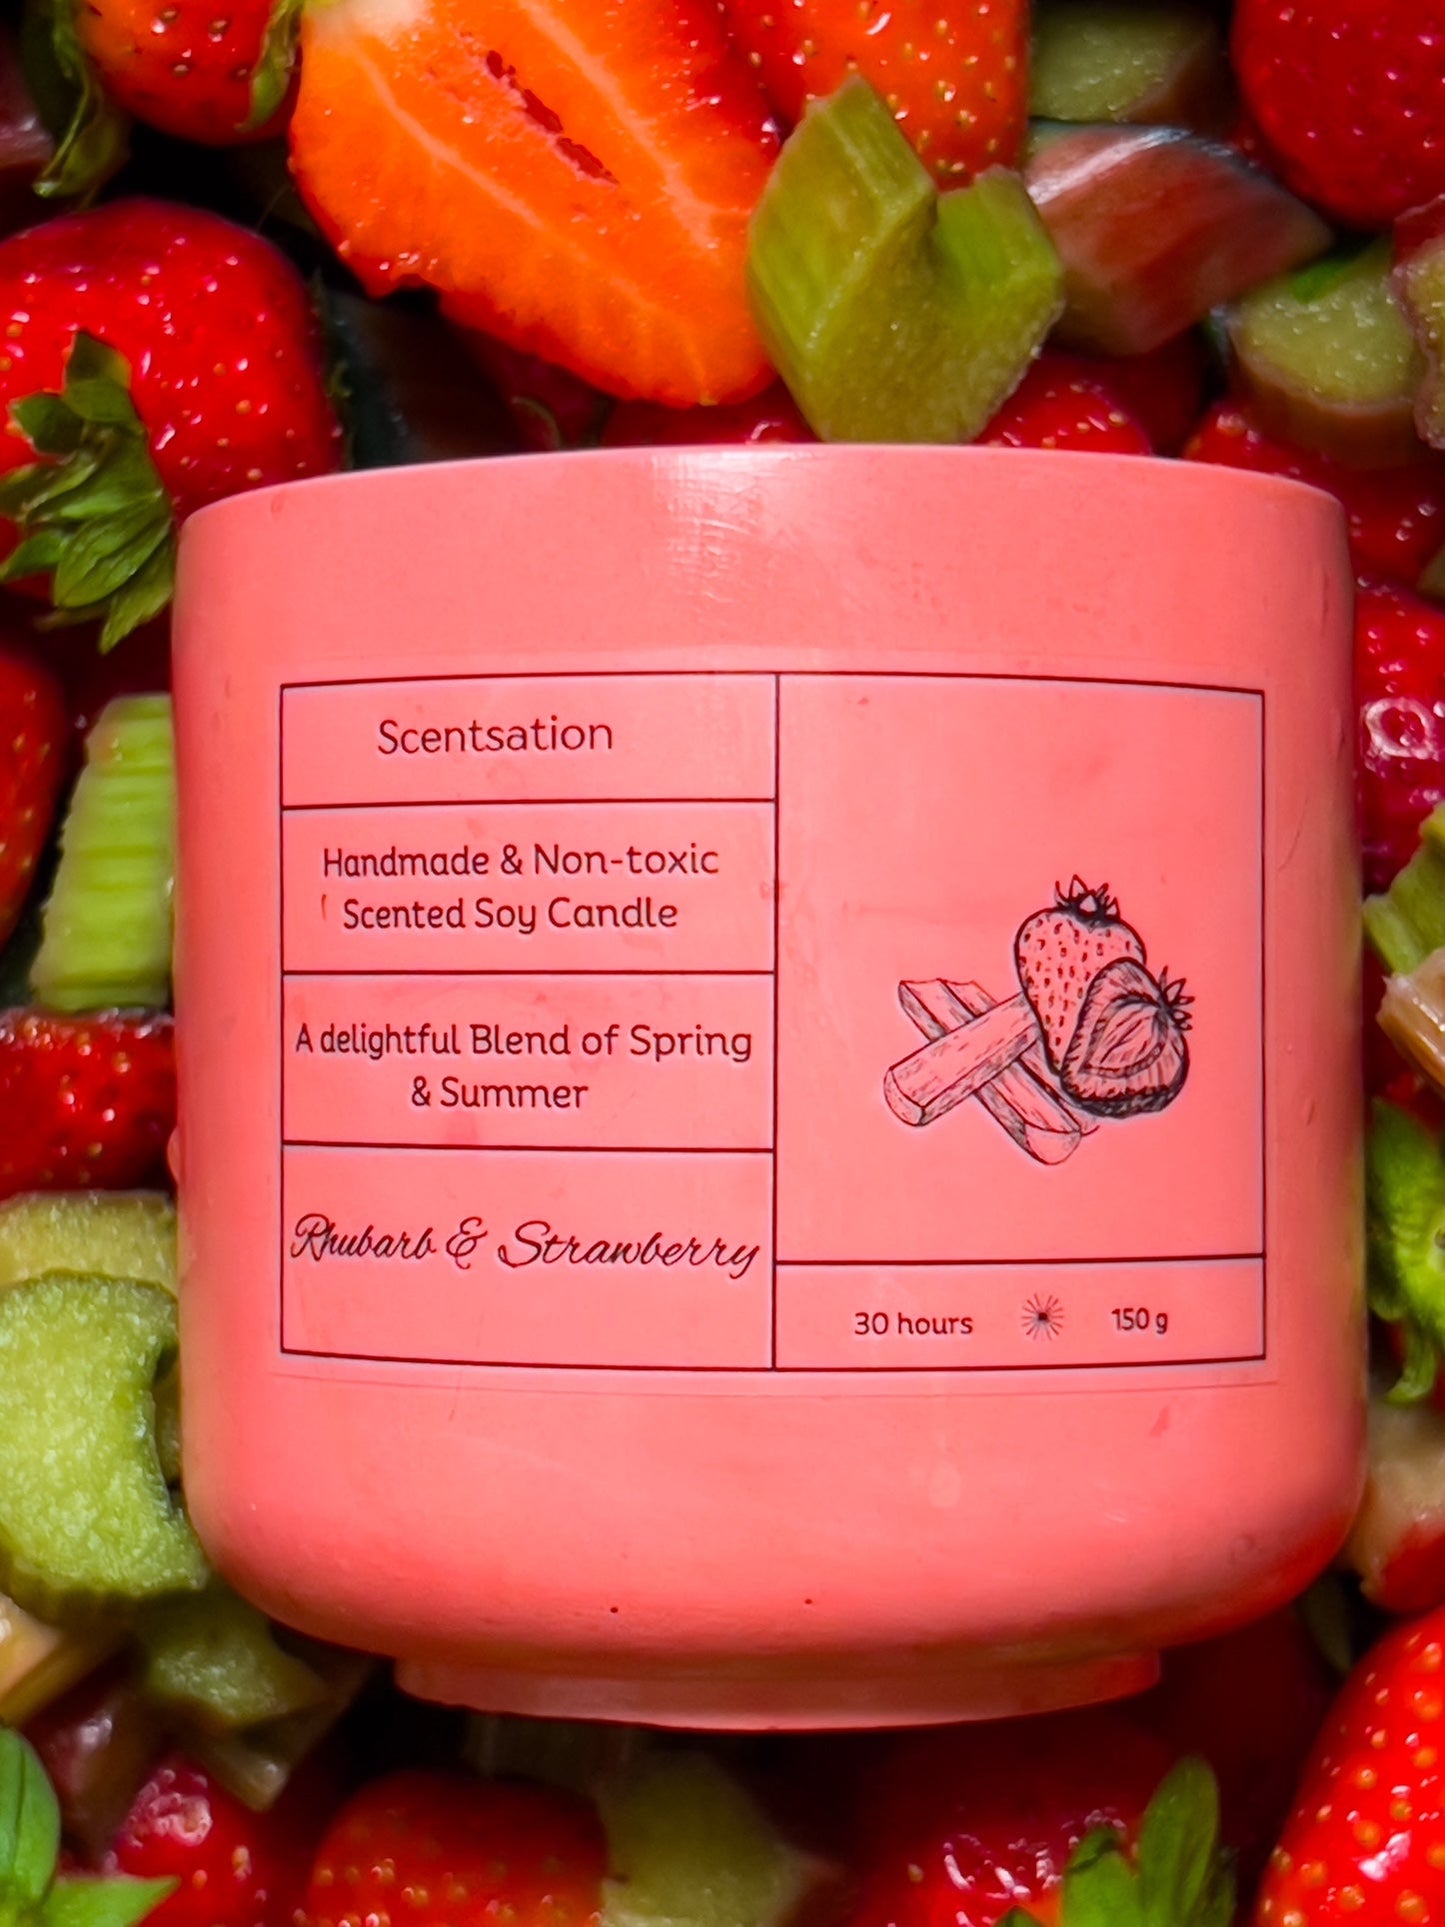 Scentsation
Handmade & Non-toxic
Scented Soy Candle
A delightful Blend of Spring
& Summer
Rhubarb & Strawberry
30 hours
150 g